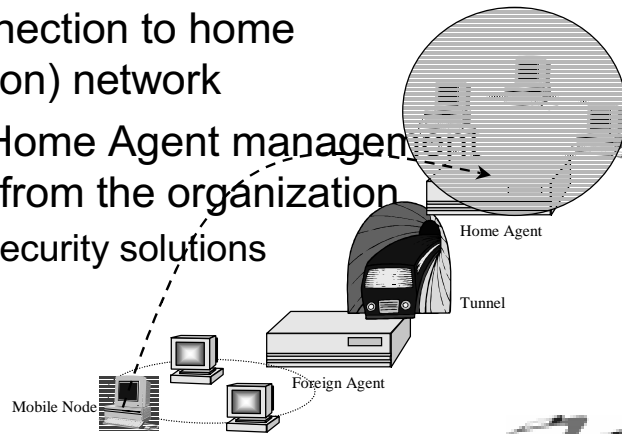 nection to home
on) network
Home Agent managem
from the organization
ecurity solutions
Home Agent
Tunnel
Foreign Agent
Mobile Node